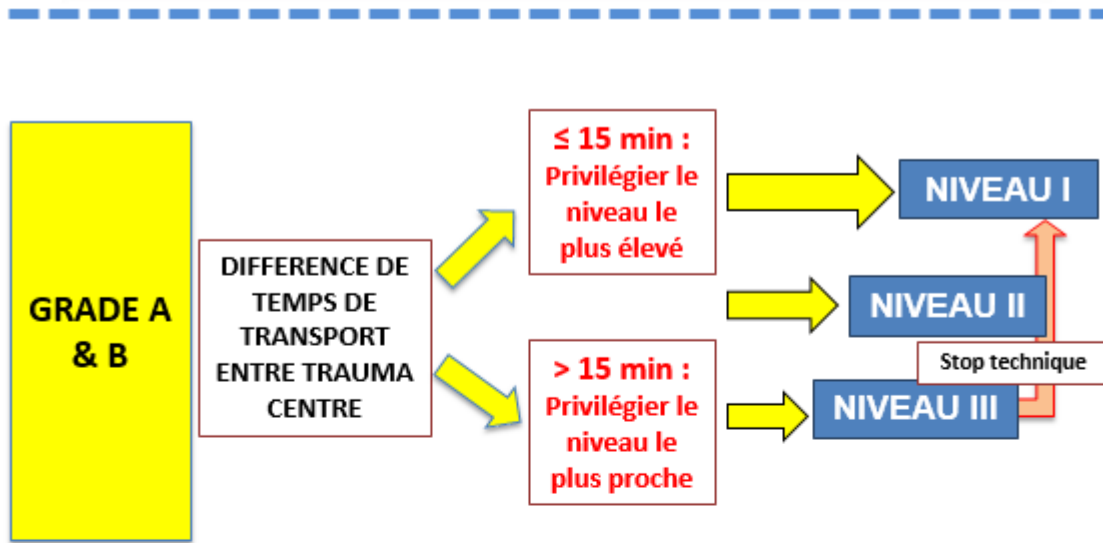 GRADE A
& B
DIFFERENCE DE
TEMPS DE
TRANSPORT
ENTRE TRAUMA
CENTRE
≤ 15 min :
Privilégier le
niveau le
plus élevé
> 15 min :
Privilégier le
niveau le
plus proche
NIVEAU I
NIVEAU II
Stop technique
NIVEAU III